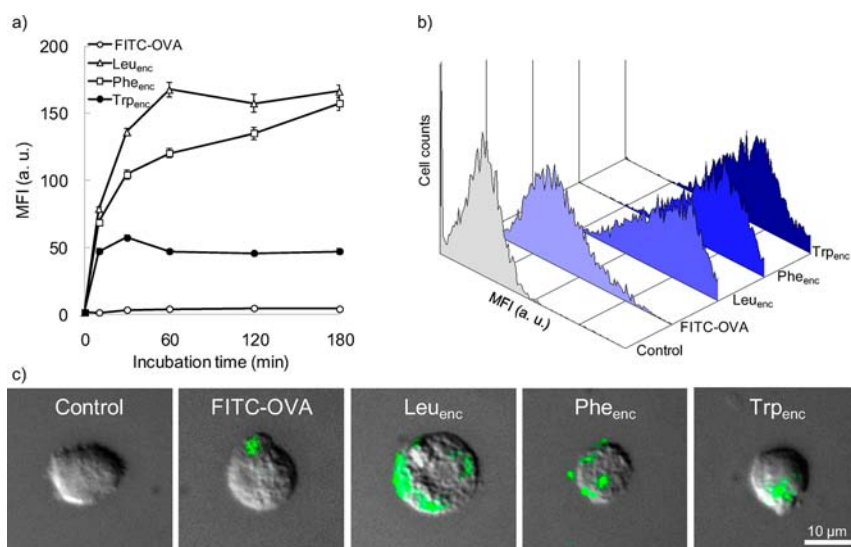 a)
FITC-OVA
Leuenc
Pheenc
Trpenc
200
150
100
50
0
MFI (a. u.)
0 60 120 180
Incubation time (min)
b)
Cell counts
MFI (a. u.)
Trpenc
Pheenc
Leuenc
FITC-OVA
Control
c)
Control FITC-OVA Leuenc Pheenc Trpenc
10 µm